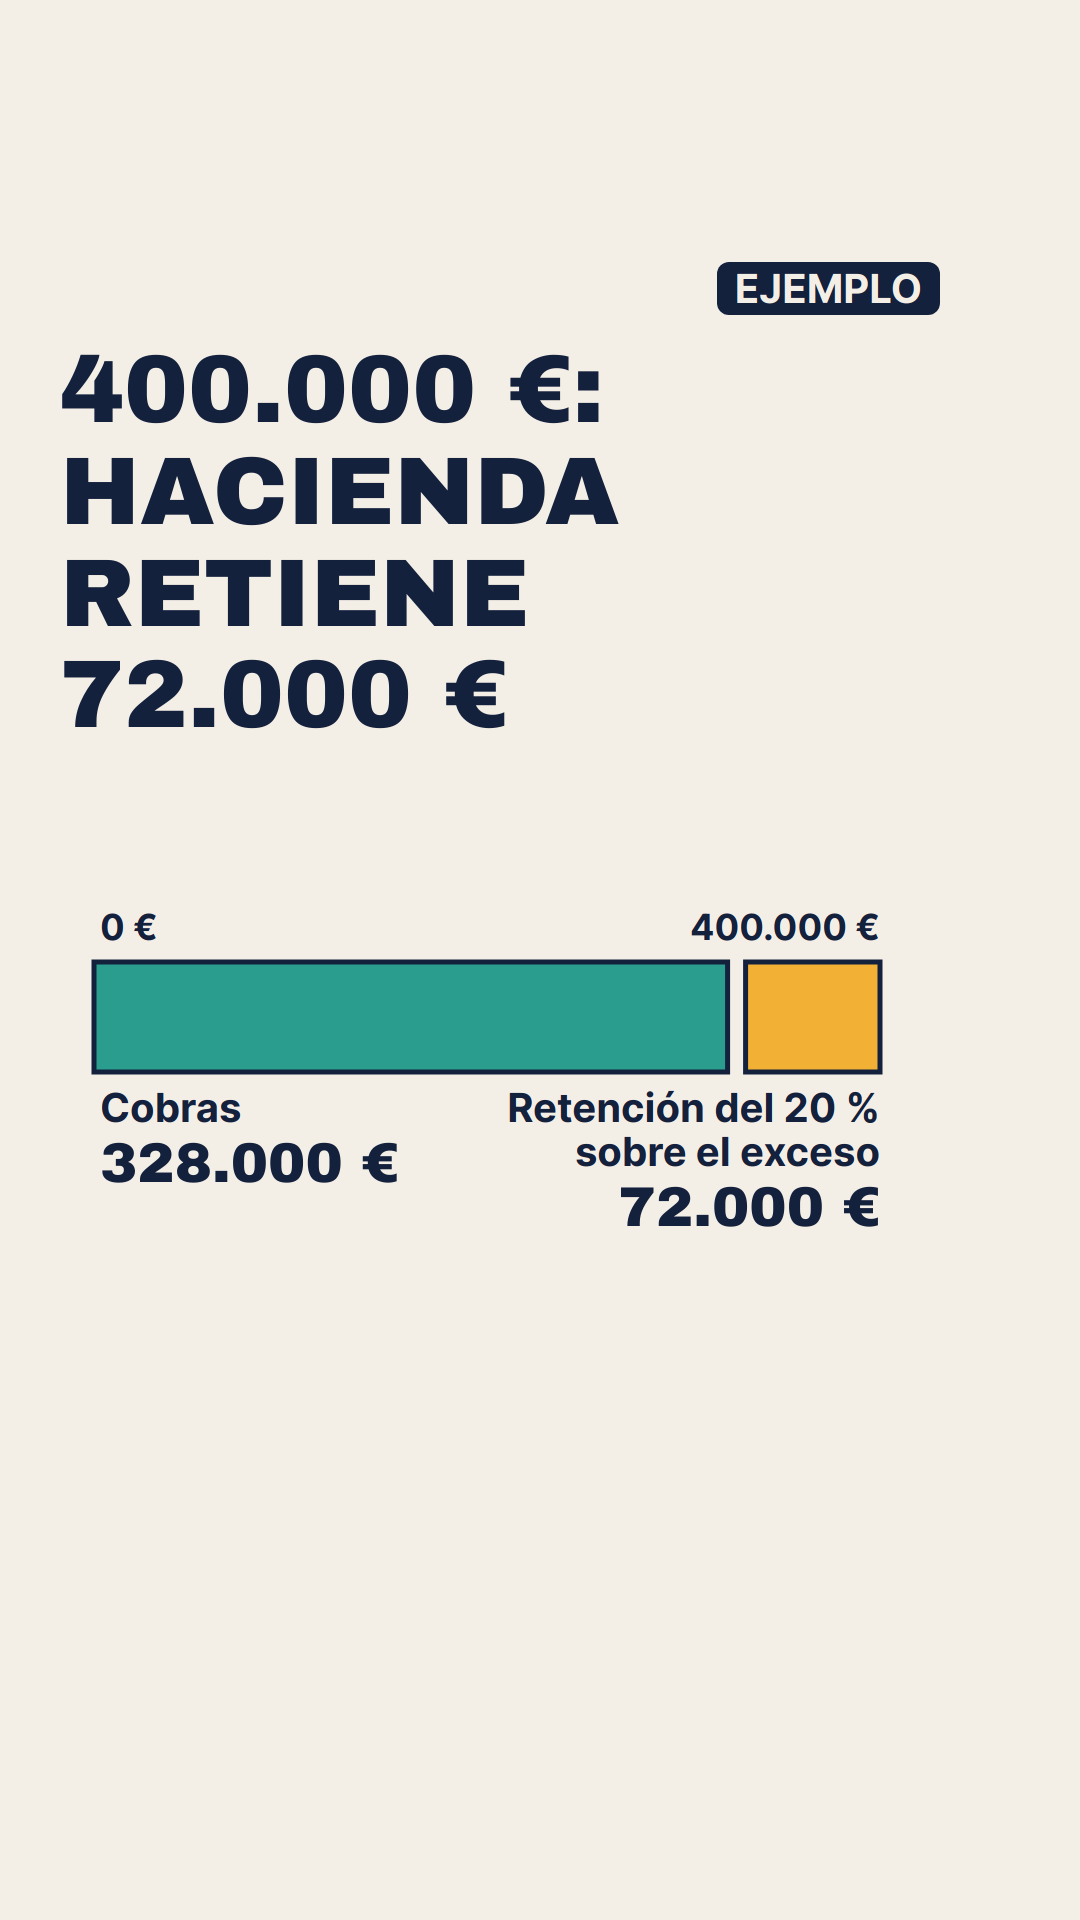 EJEMPLO
400.000 €:
HACIENDA
RETIENE
72.000 €
0 €
400.000 €
Cobras
328.000 €
Retención del 20 %
sobre el exceso
72.000 €